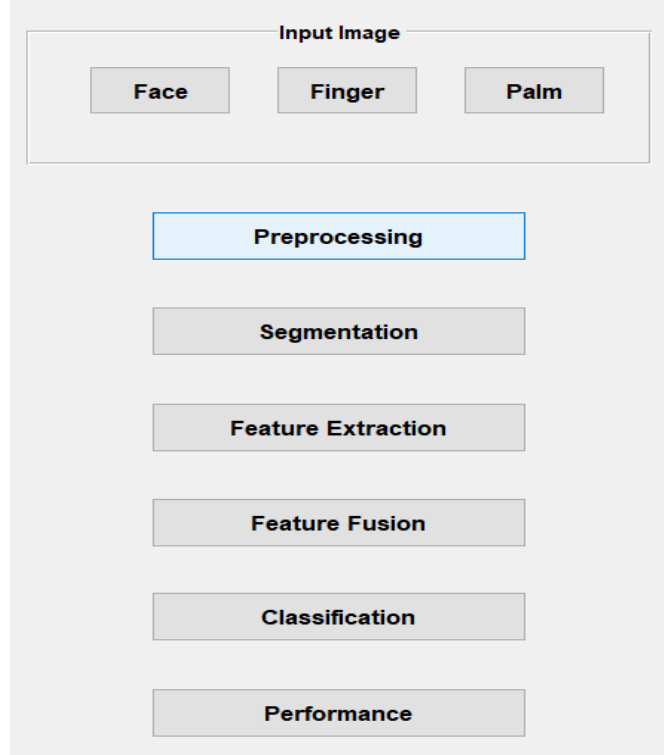 Input Image
Face Finger Palm
Preprocessing
Segmentation
Feature Extraction
Feature Fusion
Classification
Performance